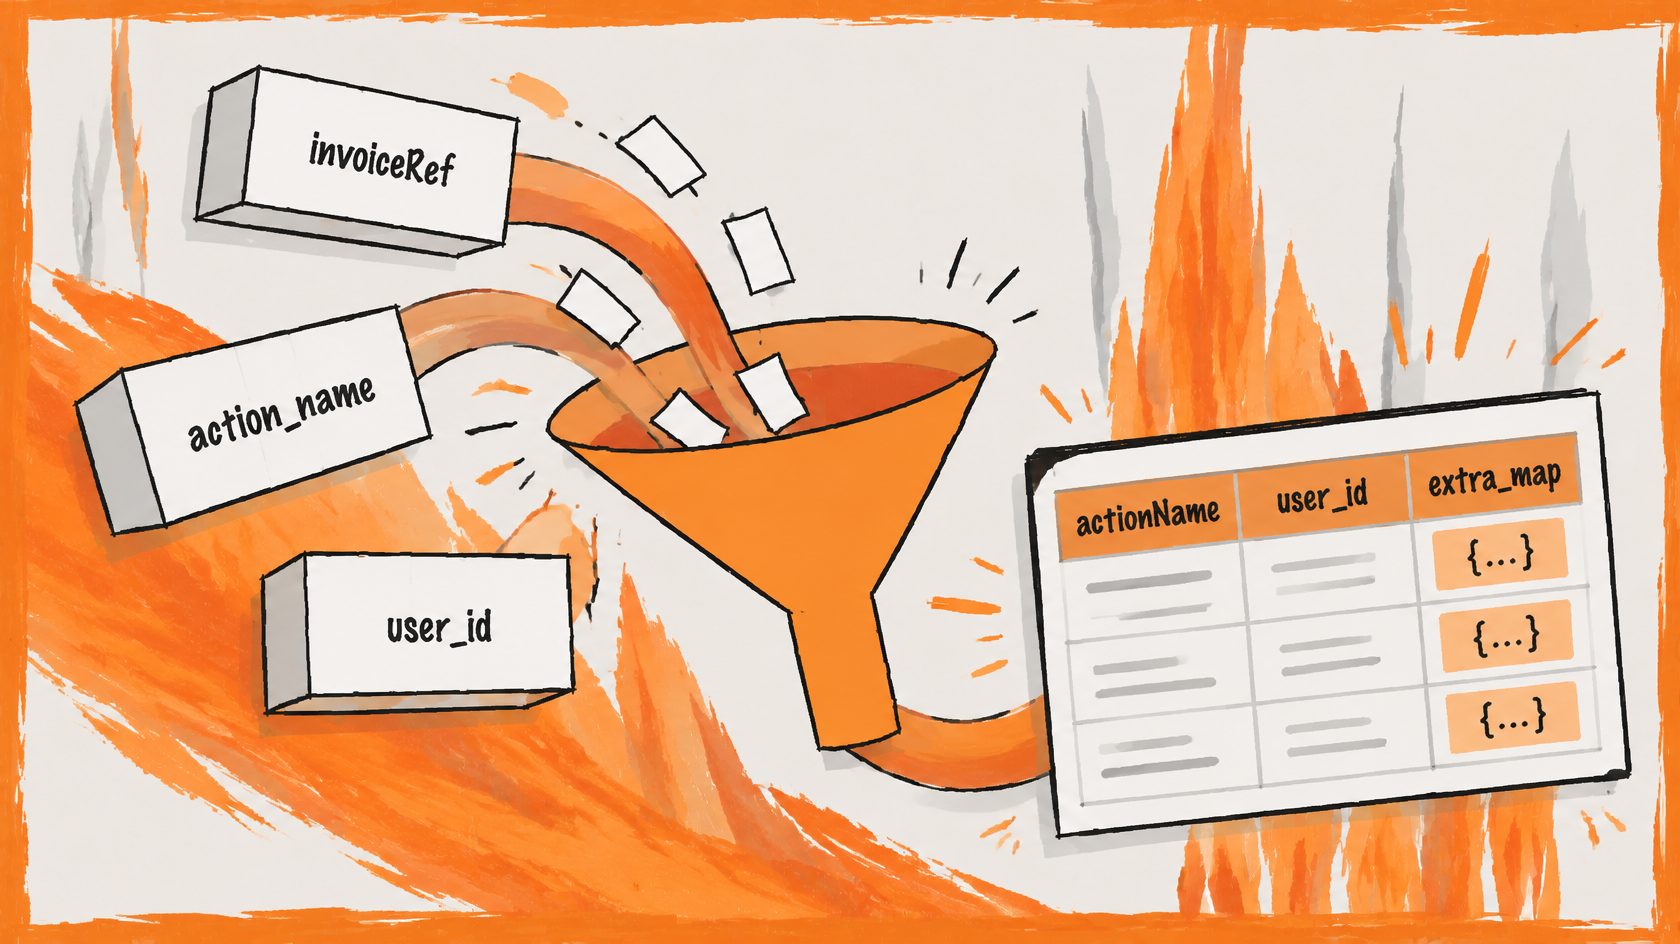 invoiceRef
action_name
user_id
actionName user_id extra_map
{...}
{...}
{...}